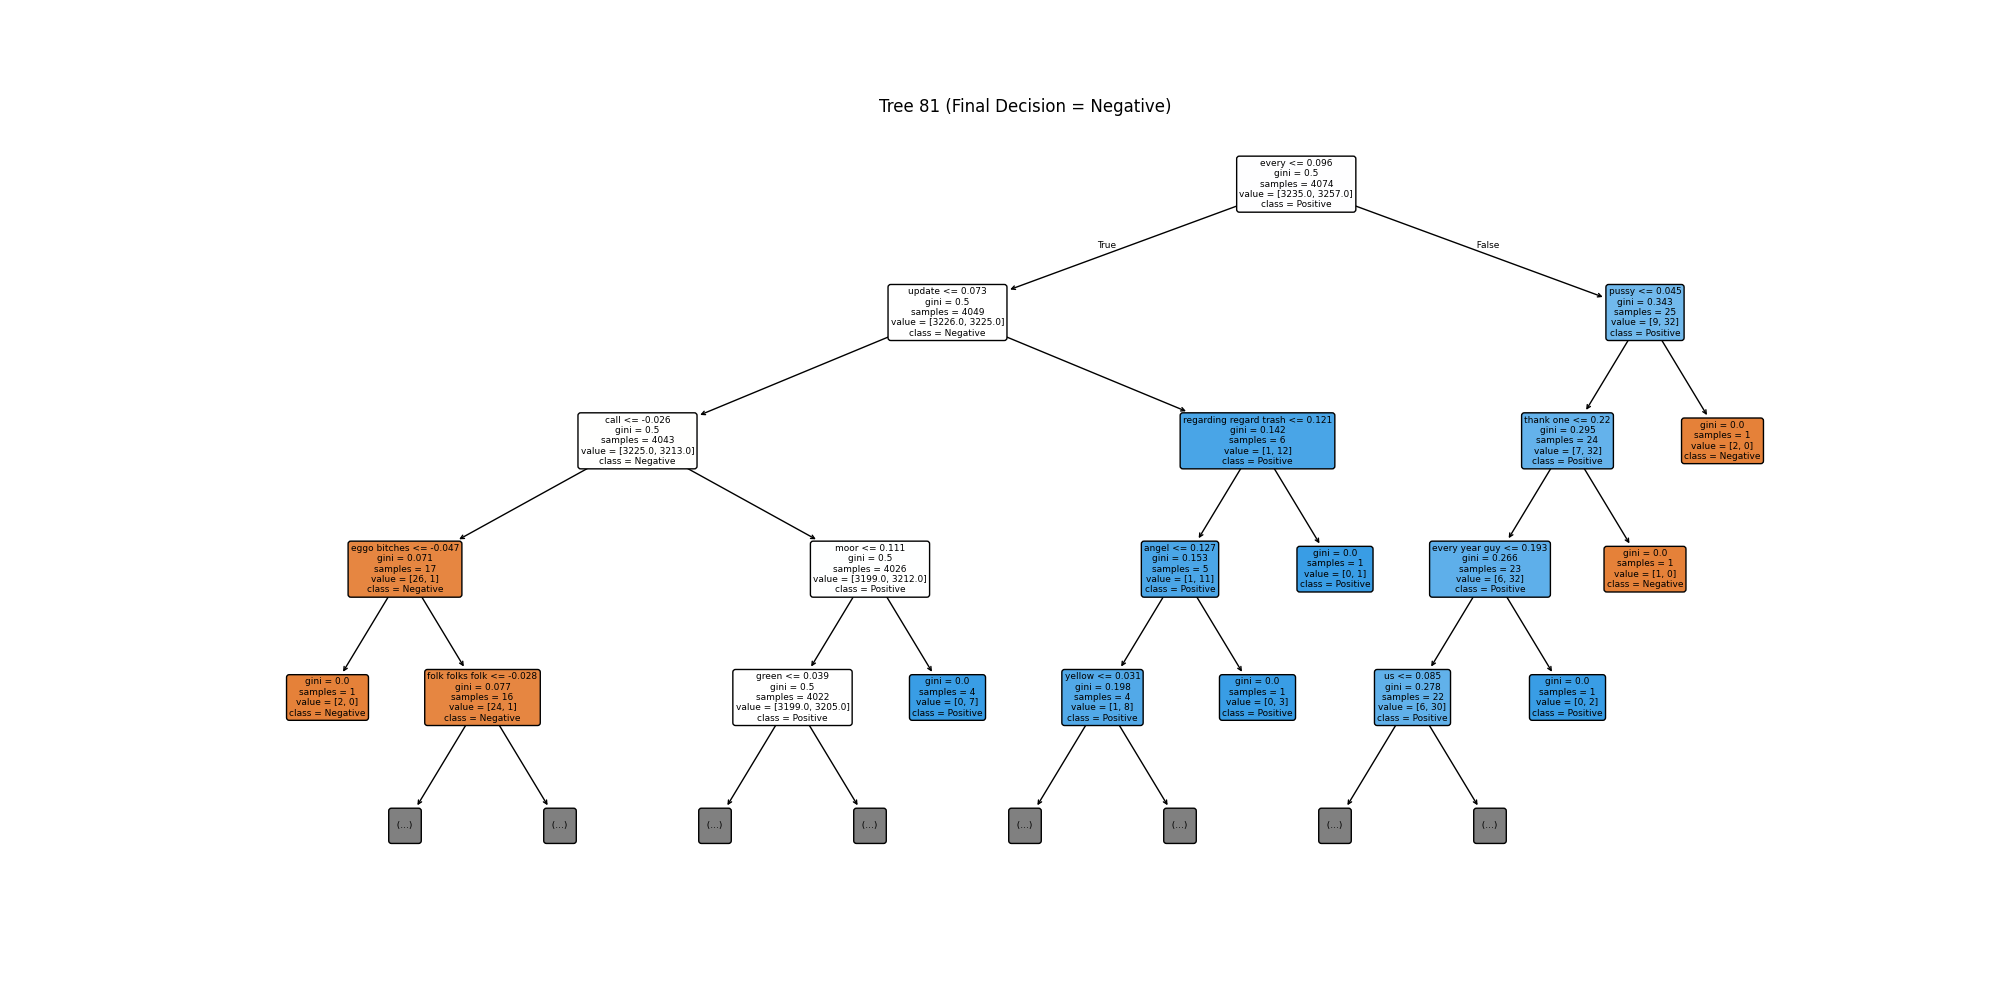 Tree 81 (Final Decision = Negative)
every <= 0.096
gini = 0.5
samples = 4074
value = [3235.0, 3257.0]
class = Positive
True
False
update <= 0.073
gini = 0.5
samples = 4049
value = [3226.0, 3225.0]
class = Negative
pussy <= 0.045
gini = 0.343
samples = 25
value = [9, 32]
class = Positive
call <= -0.026
gini = 0.5
samples = 4043
value = [3225.0, 3213.0]
class = Negative
regarding regard trash <= 0.121
gini = 0.142
samples = 6
value = [1, 12]
class = Positive
thank one <= 0.22
gini = 0.295
samples = 24
value = [7, 32]
class = Positive
gini = 0.0
samples = 1
value = [2, 0]
class = Negative
eggo bitches <= -0.047
gini = 0.071
samples = 17
value = [26, 1]
class = Negative
moor <= 0.111
gini = 0.5
samples = 4026
value = [3199.0, 3212.0]
class = Positive
angel <= 0.127
gini = 0.153
samples = 5
value = [1, 11]
class = Positive
gini = 0.0
samples = 1
value = [0, 1]
class = Positive
every year guy <= 0.193
gini = 0.266
samples = 23
value = [6, 32]
class = Positive
gini = 0.0
samples = 1
value = [1, 0]
class = Negative
gini = 0.0
samples = 1
value = [2, 0]
class = Negative
folk folks folk <= -0.028
gini = 0.077
samples = 16
value = [24, 1]
class = Negative
green <= 0.039
gini = 0.5
samples = 4022
value = [3199.0, 3205.0]
class = Positive
gini = 0.0
samples = 4
value = [0, 7]
class = Positive
yellow <= 0.031
gini = 0.198
samples = 4
value = [1, 8]
class = Positive
gini = 0.0
samples = 1
value = [0, 3]
class = Positive
us <= 0.085
gini = 0.278
samples = 22
value = [6, 30]
class = Positive
gini = 0.0
samples = 1
value = [0, 2]
class = Positive
(...)
(...)
(...)
(...)
(...)
(...)
(...)
(...)